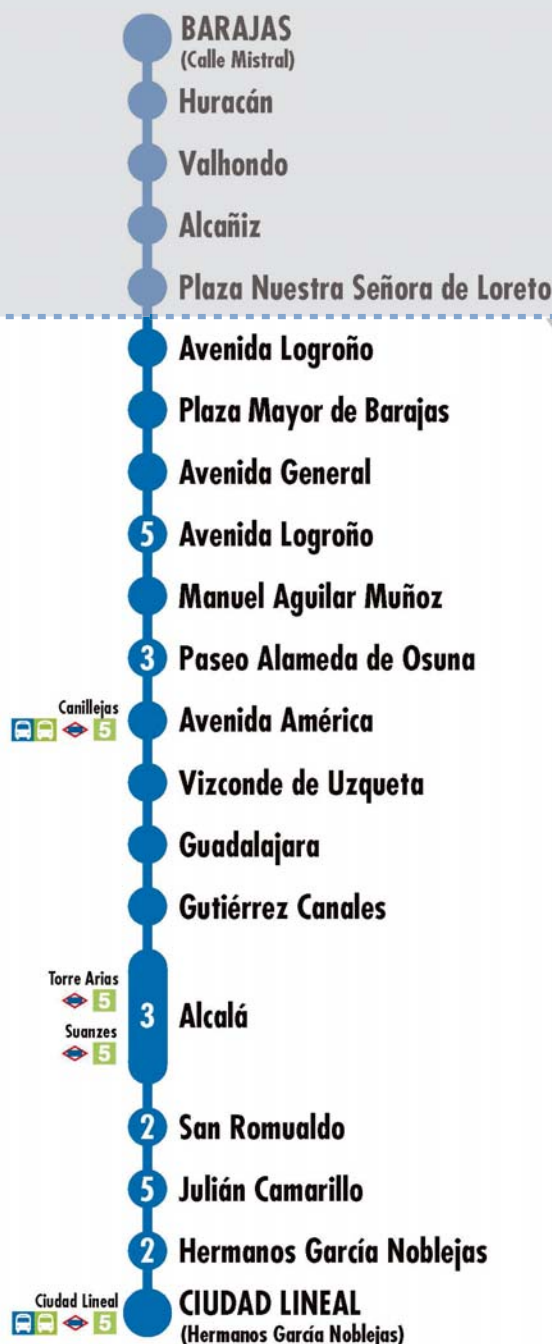 BARAJAS
(Calle Mistral)
Huracán
Valhondo
Alcañiz
Plaza Nuestra Señora de Loreto
Avenida Logroño
Plaza Mayor de Barajas
Avenida General
5 Avenida Logroño
Manuel Aguilar Muñoz
3 Paseo Alameda de Osuna
Canillejas
5
Avenida América
Vizconde de Uzqueta
Guadalajara
Gutiérrez Canales
Torre Arias
5
Suanzes
5
3 Alcalá
2 San Romualdo
5 Julián Camarillo
2 Hermanos García Noblejas
Ciudad Lineal
5
CIUDAD LINEAL
(Hermanos García Noblejas)